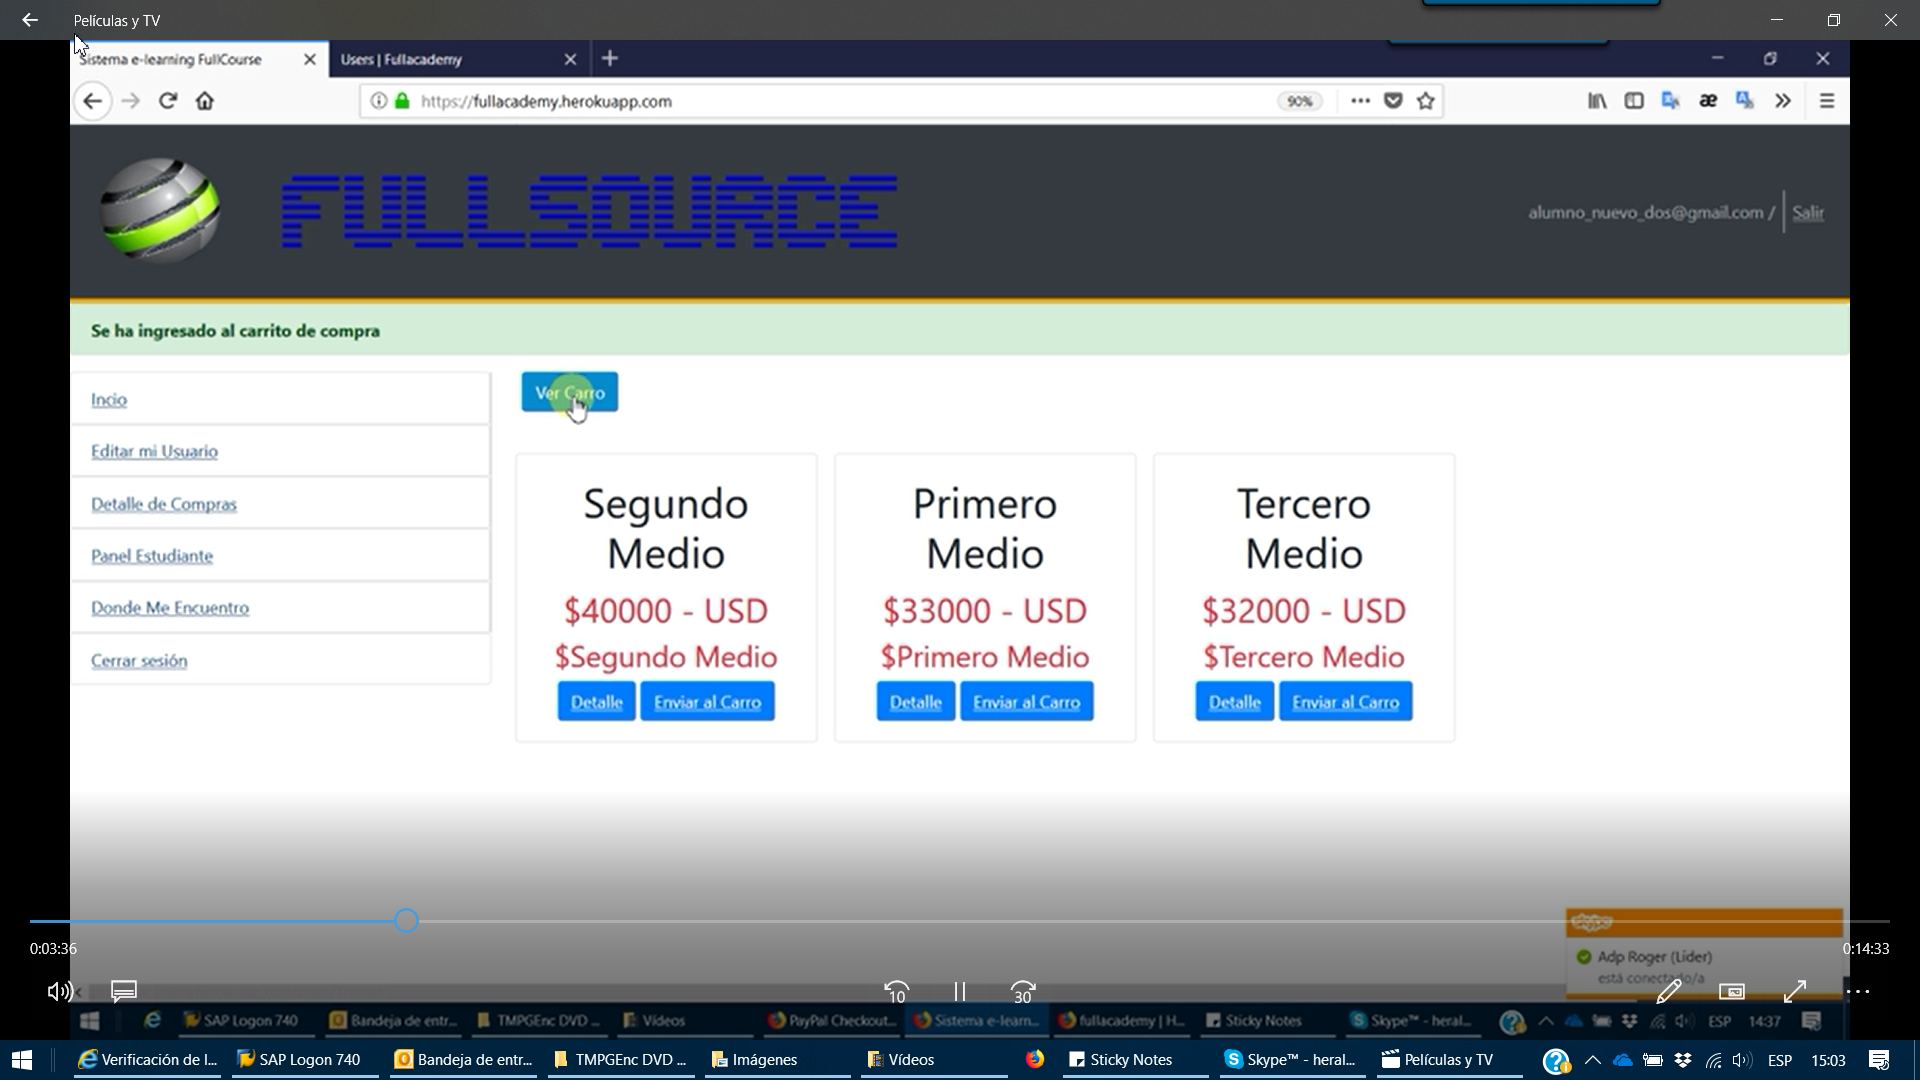 Películas y TV
Sistema e-learning FullCourse
Users | Fullacademy
https://fullacademy.herokuapp.com
90%
FULLSOURCE
alumno_nuevo_dos@gmail.com / Salir
Se ha ingresado al carrito de compra
Incio
Editar mi Usuario
Detalle de Compras
Panel Estudiante
Donde Me Encuentro
Cerrar sesión
Ver Carro
Segundo
Medio
$40000 - USD
$Segundo Medio
Detalle Enviar al Carro
Primero
Medio
$33000 - USD
$Primero Medio
Detalle Enviar al Carro
Tercero
Medio
$32000 - USD
$Tercero Medio
Detalle Enviar al Carro
0:03:36
0:14:33
skype
Adp Roger (Líder)
está conectado/a
10
30
SAP Logon 740 Bandeja de entr... TMPGEnc DVD ... Vídeos PayPal Checkout... Sistema e-learn... fullacademy | H... Sticky Notes Skype™ - heral... ESP 14:37
Verificación de l... SAP Logon 740 Bandeja de entr... TMPGEnc DVD ... Imágenes Vídeos Sticky Notes Skype™ - heral... Películas y TV ESP 15:03